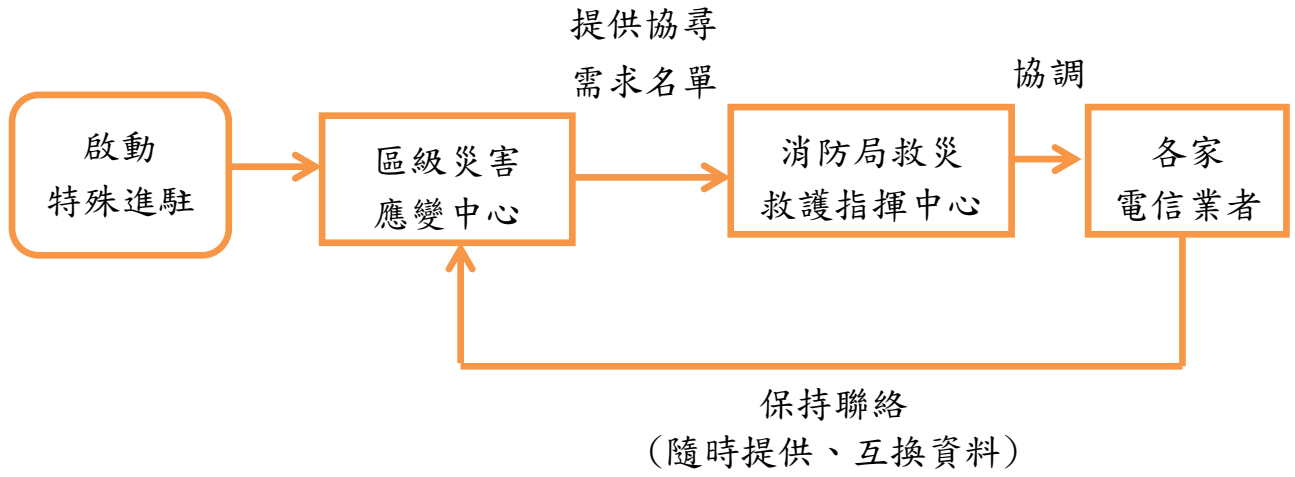 提供協尋
需求名單
協調
啟動
特殊進駐
區級災害
應變中心
消防局救災
救護指揮中心
各家
電信業者
保持聯絡
（隨時提供、互換資料）